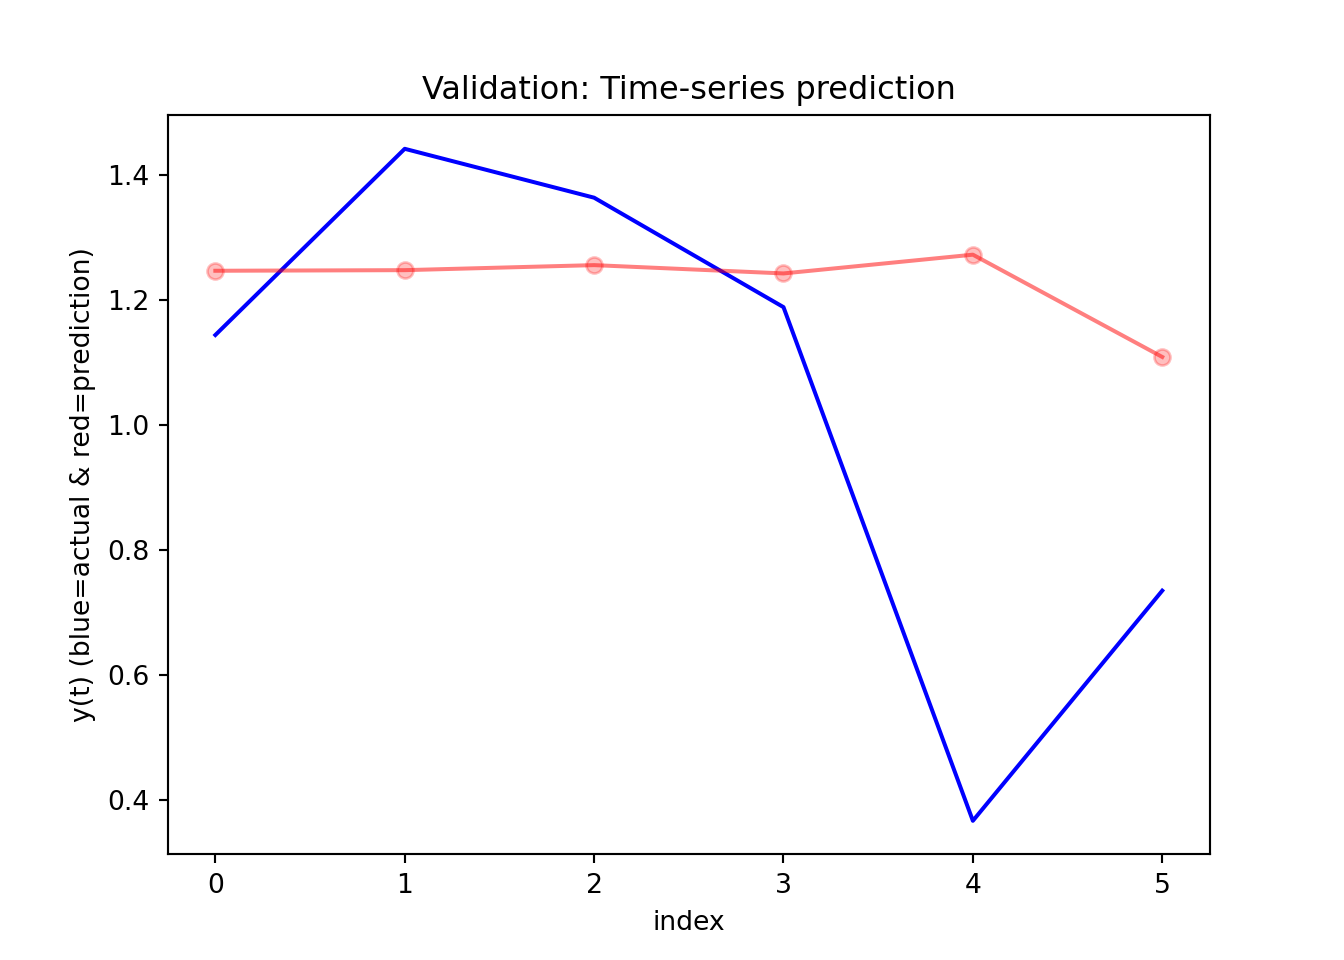 Validation: Time-series prediction
y(t) (blue=actual & red=prediction)
1.4
1.2
1.0
0.8
0.6
0.4
0 1 2 3 4 5
index